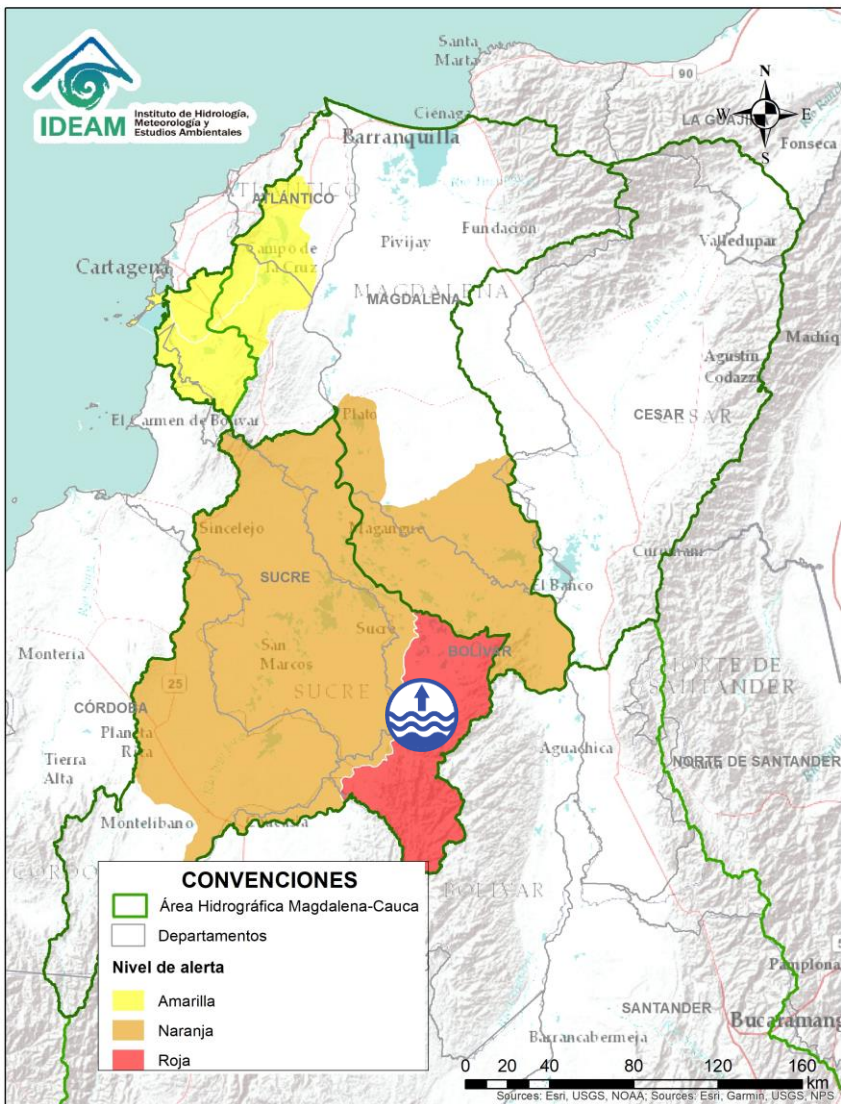 IDEAM
Instituto de Hidrología,
Meteorología y
Estudios Ambientales
Santa
Marta
90
N
W
E
S
Ciénaga
LA GUAJIRA
Fonseca
Barranquilla
ATLÁNTICO
Fundación
Pivijay
Valledupar
Campo de
la Cruz
Cartagena
MAGDALENA
MAGDALENA
Agustín
Codazzi
El Carmen de Bolívar
Plato
CESAR
CESAR
Sincelejo
Magangué
SUCRE
El Banco
Sucre
San
Marcos
BOLÍVAR
Montería
SUCRE
25
NORTE DE
SANTANDER
CÓRDOBA
Planeta
Rica
Aguachica
Tierra
Alta
NORTE DE SANTANDER
Montelíbano
BOLÍVAR
CONVENCIONES
Área Hidrográfica Magdalena-Cauca
Departamentos
Nivel de alerta
Amarilla
Naranja
Roja
Pamplona
SANTANDER
Barrancabermeja
0 20 40 80 120 160
km
Sources: Esri, USGS, NOAA; Sources: Esri, Garmin, USGS, NPS